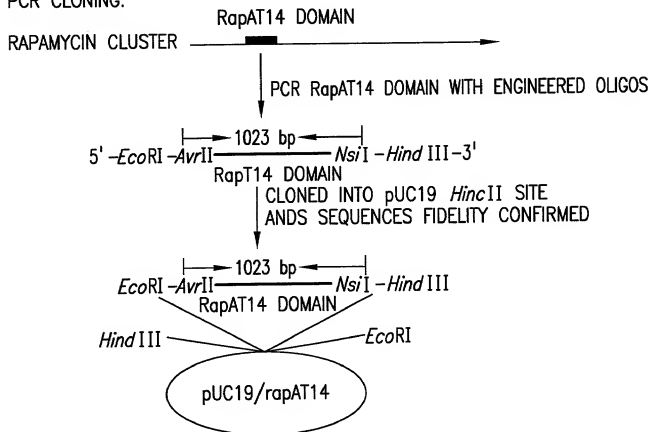 PCR CLONING:
RapAT14 DOMAIN
RAPAMYCIN CLUSTER
PCR RapAT14 DOMAIN WITH ENGINEERED OLIGOS
1023 bp
5' -EcoRI -AvrII NsiI -Hind III-3'
RapT14 DOMAIN
CLONED INTO pUC19 HincII SITE
ANDS SEQUENCES FIDELITY CONFIRMED
1023 bp
EcoRI -AvrII NsiI -Hind III
RapAT14 DOMAIN
Hind III EcoRI
pUC19/rapAT14